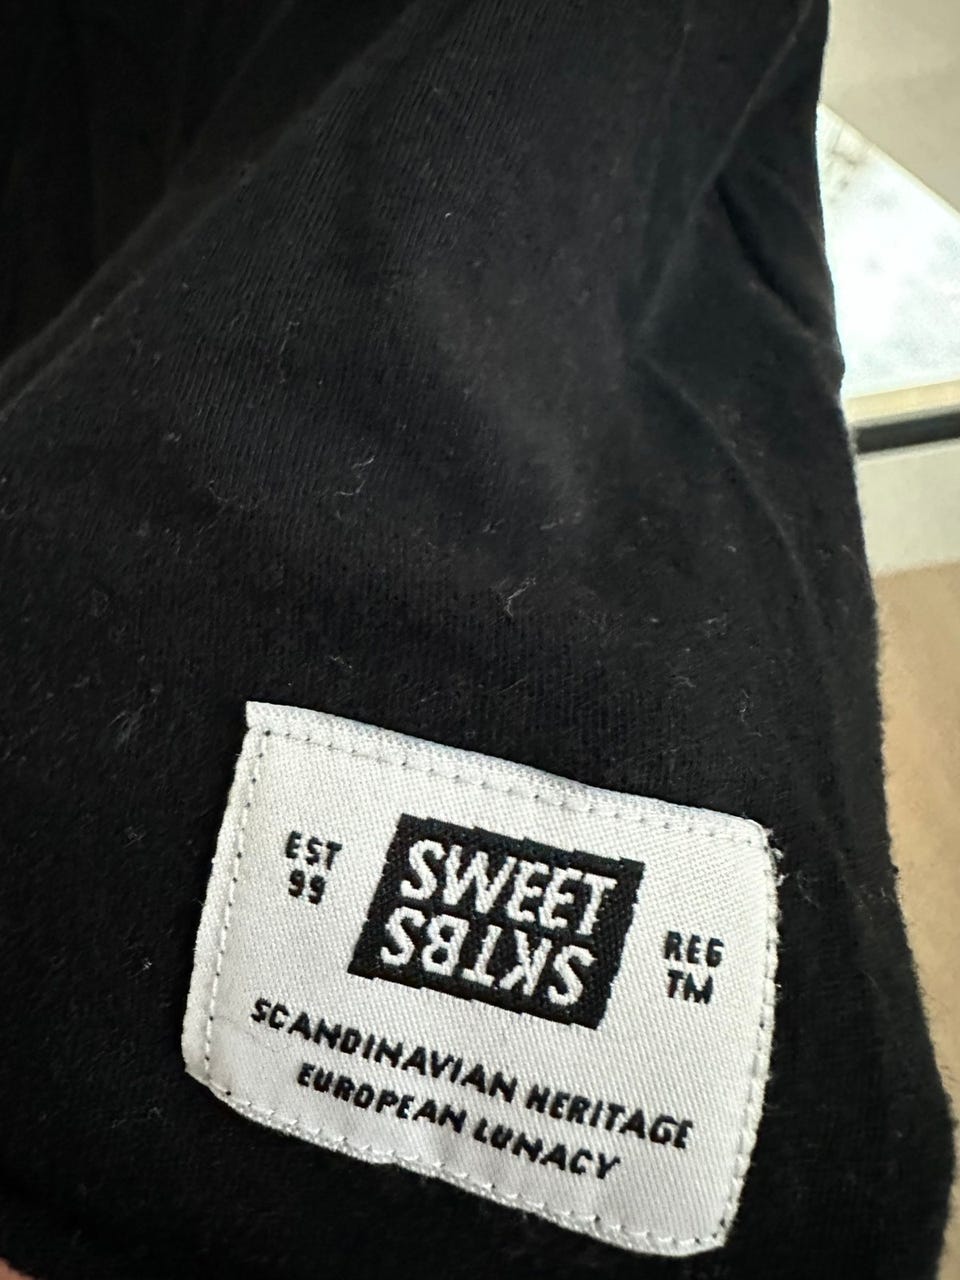 EST
99
SWEET
SKTBS
REG
TM
SCANDINAVIAN HERITAGE
EUROPEAN LUNACY